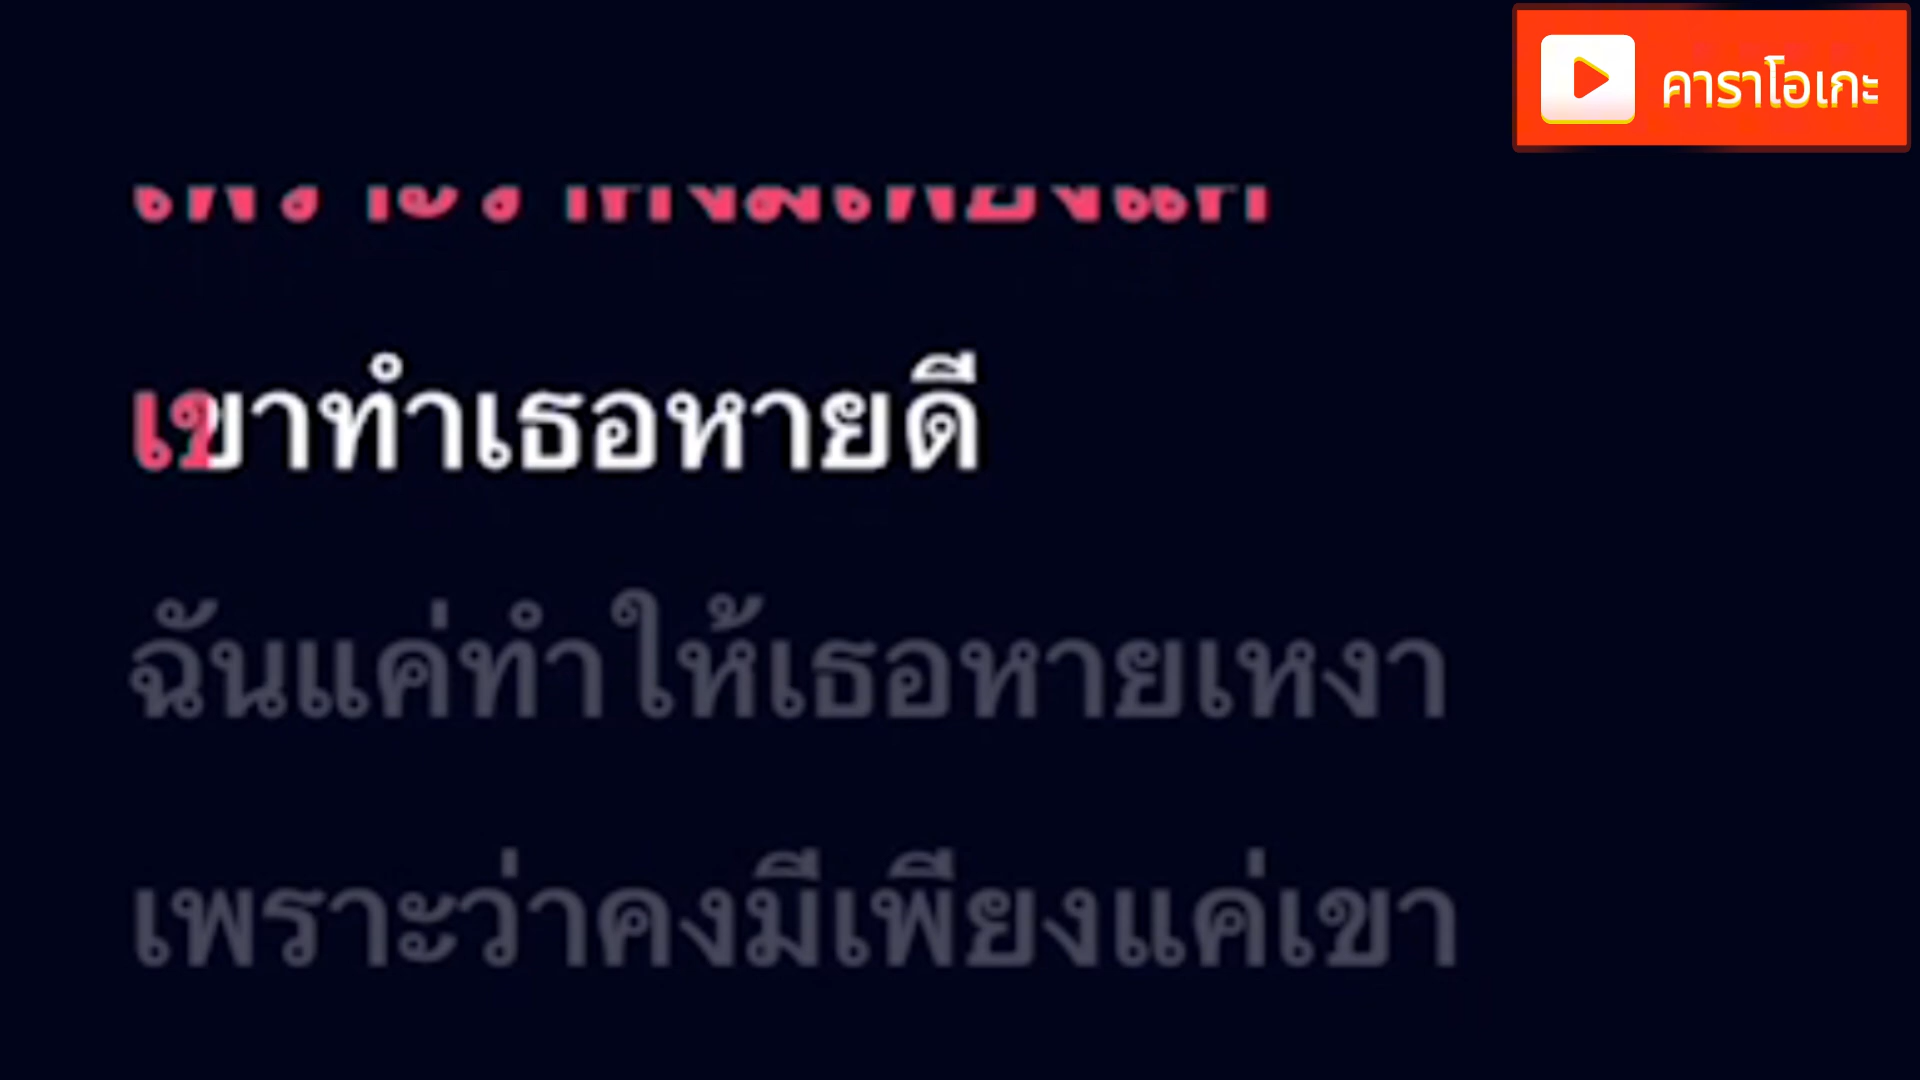 คาราโอเกะ
เขาทำเธอหายดี
ฉันแค่ทำให้เธอหายเหงา
เพราะว่าคงมีเพียงแค่เขา